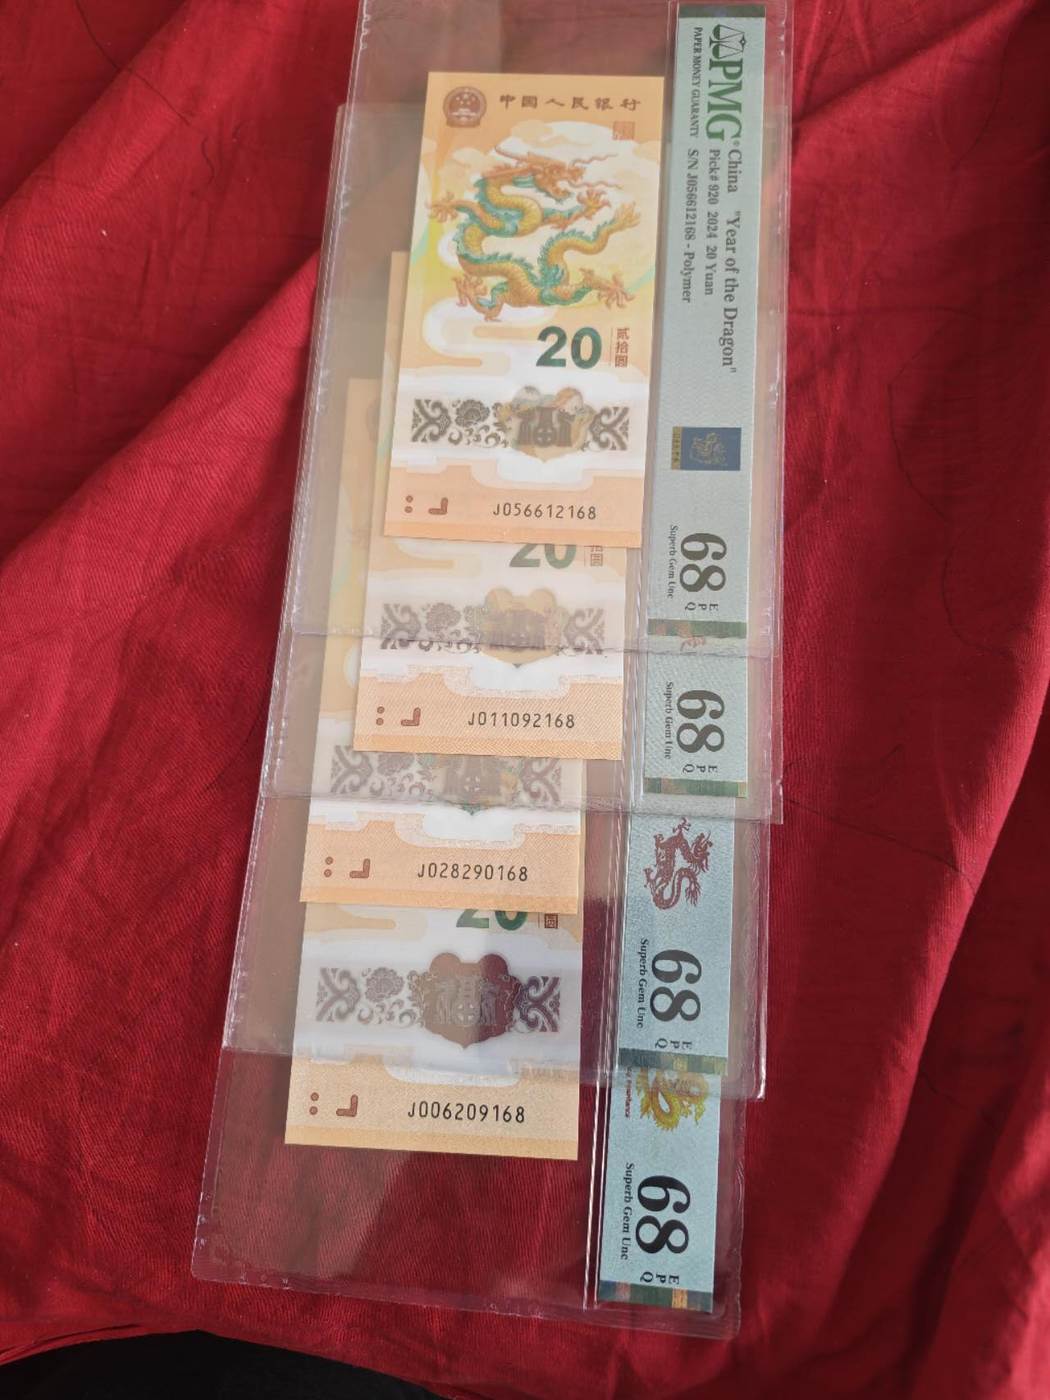 中国人民银行
20
贰拾圆
J056612168
PMG®
PAPER MONEY GUARANTY
China "Year of the Dragon"
Pick# 920 2024 20 Yuan
S/N J056612168 - Polymer
68 EPQ
Superb Gem Unc
20
J011092168
68 EPQ
Superb Gem Unc
J028290168
68 EPQ
Superb Gem Unc
20
J006209168
68 EPQ
Superb Gem Unc